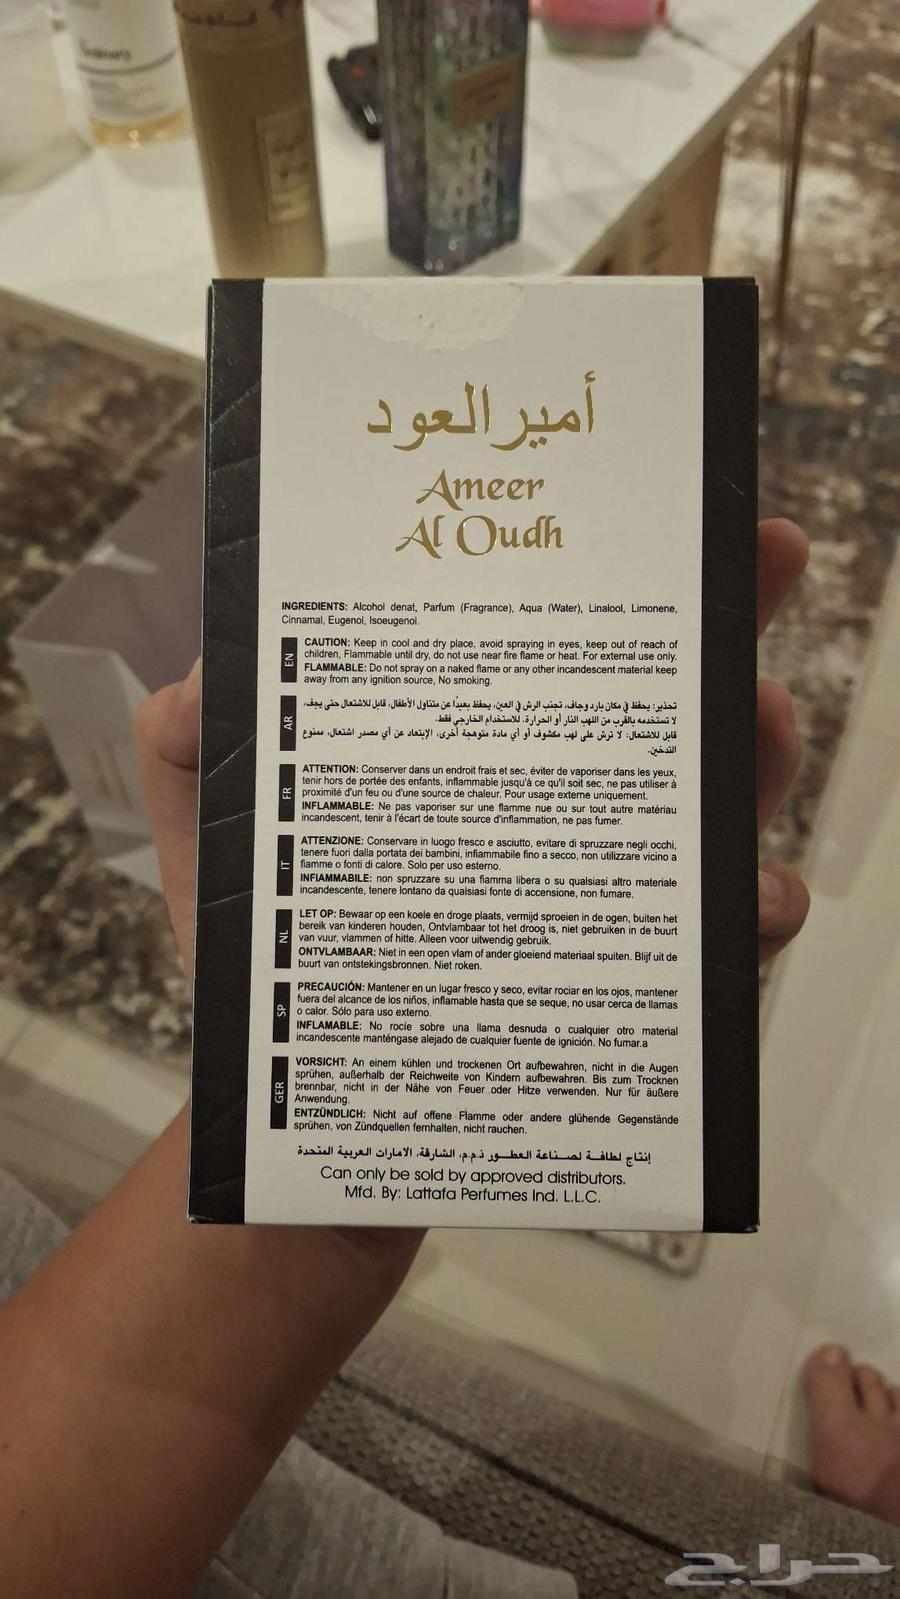 أمير العود
Ameer
Al Oudh
INGREDIENTS: Alcohol denat, Parfum (Fragrance), Aqua (Water), Linalool, Limonene,
Cinnamal, Eugenol, Isoeugenol.
EN
CAUTION: Keep in cool and dry place, avoid spraying in eyes, keep out of reach of
children, Flammable until dry, do not use near fire flame or heat. For external use only.
FLAMMABLE: Do not spray on a naked flame or any other incandescent material keep
away from any ignition source, No smoking.
AR
تحذير: يحفظ في مكان بارد وجاف، تجنب الرش في العين، يحفظ بعيداً عن متناول الأطفال، قابل للاشتعال حتى يجف،
لا تستخدمه بالقرب من اللهب النار أو الحرارة. للاستخدام الخارجي فقط.
قابل للاشتعال: لا ترش على لهب مكشوف أو أي مادة متوهجة أخرى، الإبتعاد عن أي مصدر اشتعال، ممنوع
التدخين.
FR
ATTENTION: Conserver dans un endroit frais et sec, éviter de vaporiser dans les yeux,
tenir hors de portée des enfants, inflammable jusqu'à ce qu'il soit sec, ne pas utiliser à
proximité d'un feu ou d'une source de chaleur. Pour usage externe uniquement.
INFLAMMABLE: Ne pas vaporiser sur une flamme nue ou sur tout autre matériau
incandescent, tenir à l'écart de toute source d'inflammation, ne pas fumer.
IT
ATTENZIONE: Conservare in luogo fresco e asciutto, evitare di spruzzare negli occhi,
tenere fuori dalla portata dei bambini, infiammabile fino a secco, non utilizzare vicino a
fiamme o fonti di calore. Solo per uso esterno.
INFIAMMABILE: non spruzzare su una fiamma libera o su qualsiasi altro materiale
incandescente, tenere lontano da qualsiasi fonte di accensione, non fumare.
NL
LET OP: Bewaar op een koele en droge plaats, vermijd sproeien in de ogen, buiten het
bereik van kinderen houden, Ontvlambaar tot het droog is, niet gebruiken in de buurt
van vuur, vlammen of hitte. Alleen voor uitwendig gebruik.
ONTVLAMBAAR: Niet in een open vlam of ander gloeiend materiaal spuiten. Blijf uit de
buurt van ontstekingsbronnen. Niet roken.
SP
PRECAUCIÓN: Mantener en un lugar fresco y seco, evitar rociar en los ojos, mantener
fuera del alcance de los niños, inflamable hasta que se seque, no usar cerca de llamas
o calor. Sólo para uso externo.
INFLAMABLE: No rocíe sobre una llama desnuda o cualquier otro material
incandescente manténgase alejado de cualquier fuente de ignición. No fumar.a
GER
VORSICHT: An einem kühlen und trockenen Ort aufbewahren, nicht in die Augen
sprühen, außerhalb der Reichweite von Kindern aufbewahren. Bis zum Trocknen
brennbar, nicht in der Nähe von Feuer oder Hitze verwenden. Nur für äußere
Anwendung.
ENTZÜNDLICH: Nicht auf offene Flamme oder andere glühende Gegenstände
sprühen, von Zündquellen fernhalten, nicht rauchen.
إنتاج لطافة لصناعة العطور ذ.م.م، الشارقة، الامارات العربية المتحدة
Can only be sold by approved distributors.
Mfd. By: Lattafa Perfumes Ind. L.L.C.
حراج